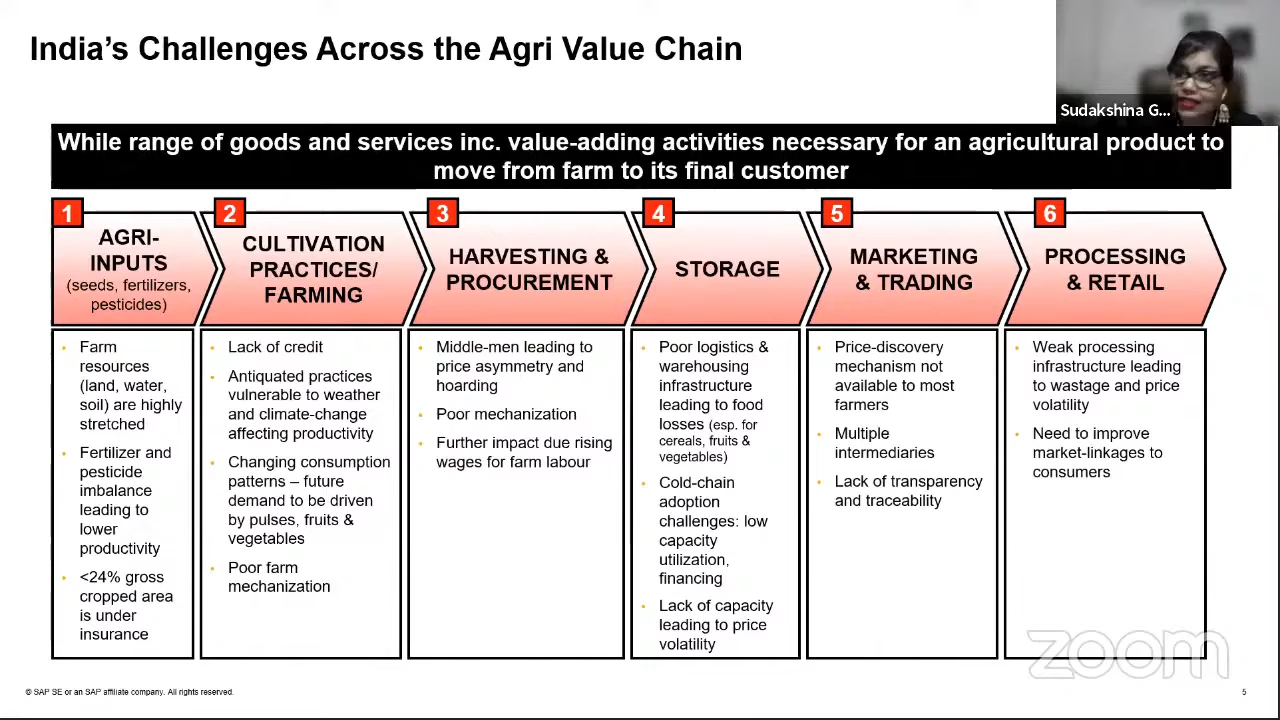 India's Challenges Across the Agri Value Chain
Sudakshina G...
While range of goods and services inc. value-adding activities necessary for an agricultural product to
move from farm to its final customer
1
AGRI-
INPUTS
(seeds, fertilizers,
pesticides)
2
CULTIVATION
PRACTICES/
FARMING
3
HARVESTING &
PROCUREMENT
4
STORAGE
5
MARKETING
& TRADING
6
PROCESSING
& RETAIL
• Farm
resources
(land, water,
soil) are highly
stretched
• Fertilizer and
pesticide
imbalance
leading to
lower
productivity
• <24% gross
cropped area
is under
insurance
• Lack of credit
• Antiquated practices
vulnerable to weather
and climate-change
affecting productivity
• Changing consumption
patterns – future
demand to be driven
by pulses, fruits &
vegetables
• Poor farm
mechanization
• Middle-men leading to
price asymmetry and
hoarding
• Poor mechanization
• Further impact due rising
wages for farm labour
• Poor logistics &
warehousing
infrastructure
leading to food
losses (esp. for
cereals, fruits &
vegetables)
• Cold-chain
adoption
challenges: low
capacity
utilization,
financing
• Lack of capacity
leading to price
volatility
• Price-discovery
mechanism not
available to most
farmers
• Multiple
intermediaries
• Lack of transparency
and traceability
• Weak processing
infrastructure leading
to wastage and price
volatility
• Need to improve
market-linkages to
consumers
zoom
© SAP SE or an SAP affiliate company. All rights reserved.
5